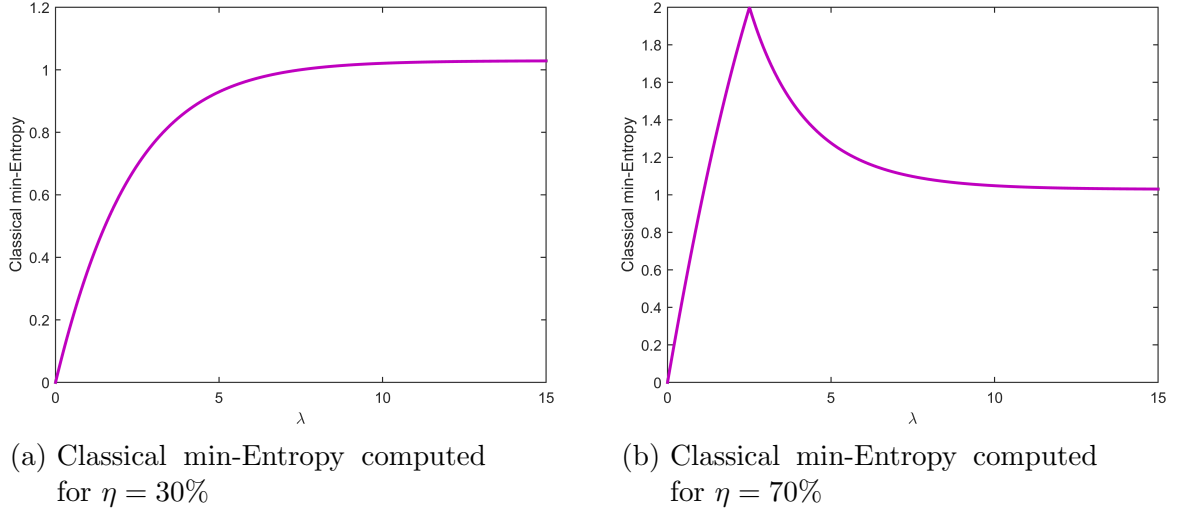 1.2
1
0.8
0.6
0.4
0.2
0
Classical min-Entropy
0 5 10 15
λ
(a) Classical min-Entropy computed
for η = 30%
2
1.8
1.6
1.4
1.2
1
0.8
0.6
0.4
0.2
0
Classical min-Entropy
0 5 10 15
λ
(b) Classical min-Entropy computed
for η = 70%